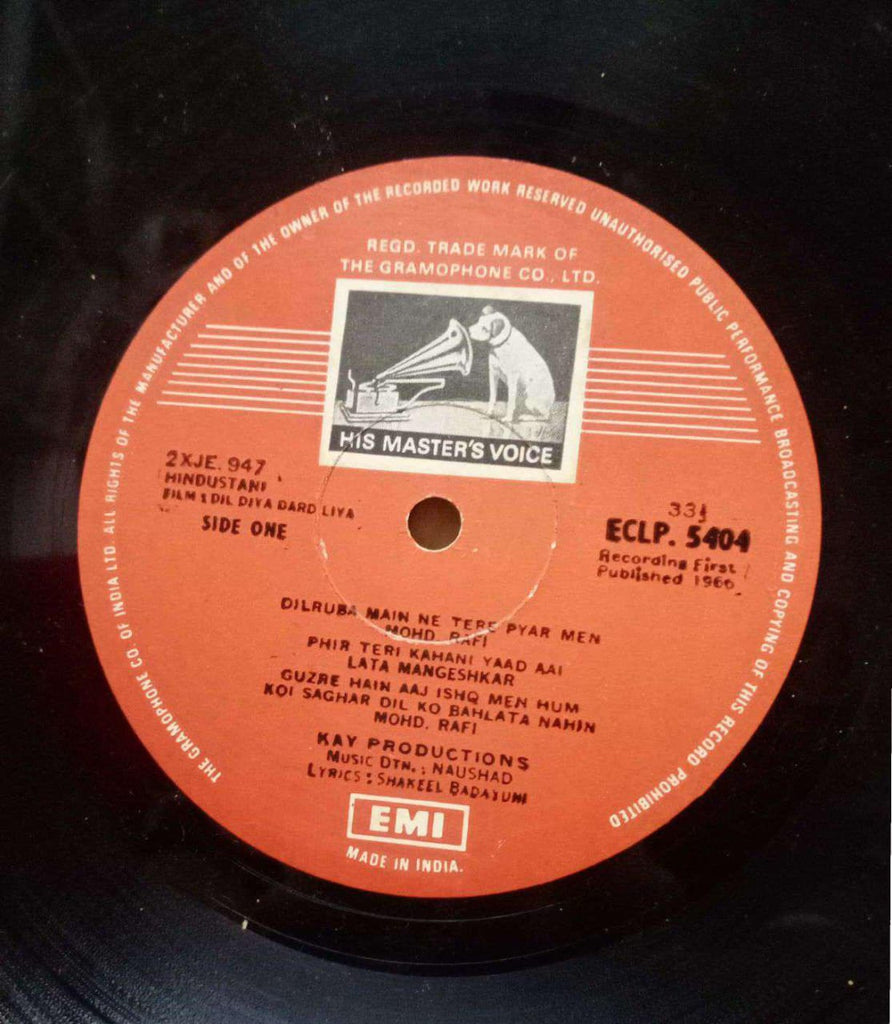 THE GRAMOPHONE CO. OF INDIA LTD. ALL RIGHTS OF THE MANUFACTURER AND OF THE OWNER OF THE RECORDED WORK RESERVED UNAUTHORISED PUBLIC PERFORMANCE BROADCASTING AND COPYING OF THIS RECORD PROHIBITED
REGD. TRADE MARK OF
THE GRAMOPHONE CO., LTD.
HIS MASTER'S VOICE
2XJE. 947
HINDUSTANI
FILM : DIL DIYA DARD LIYA
SIDE ONE
33⅓
ECLP. 5404
Recording First
Published 1966
DILRUBA MAIN NE TERE PYAR MEN
MOHD. RAFI
PHIR TERI KAHANI YAAD AAI
LATA MANGESHKAR
GUZRE HAIN AAJ ISHQ MEN HUM
KOI SAGHAR DIL KO BAHLATA NAHIN
MOHD. RAFI
KAY PRODUCTIONS
MUSIC DTN. : NAUSHAD
LYRICS : SHAKEEL BADAYUNI
EMI
MADE IN INDIA.